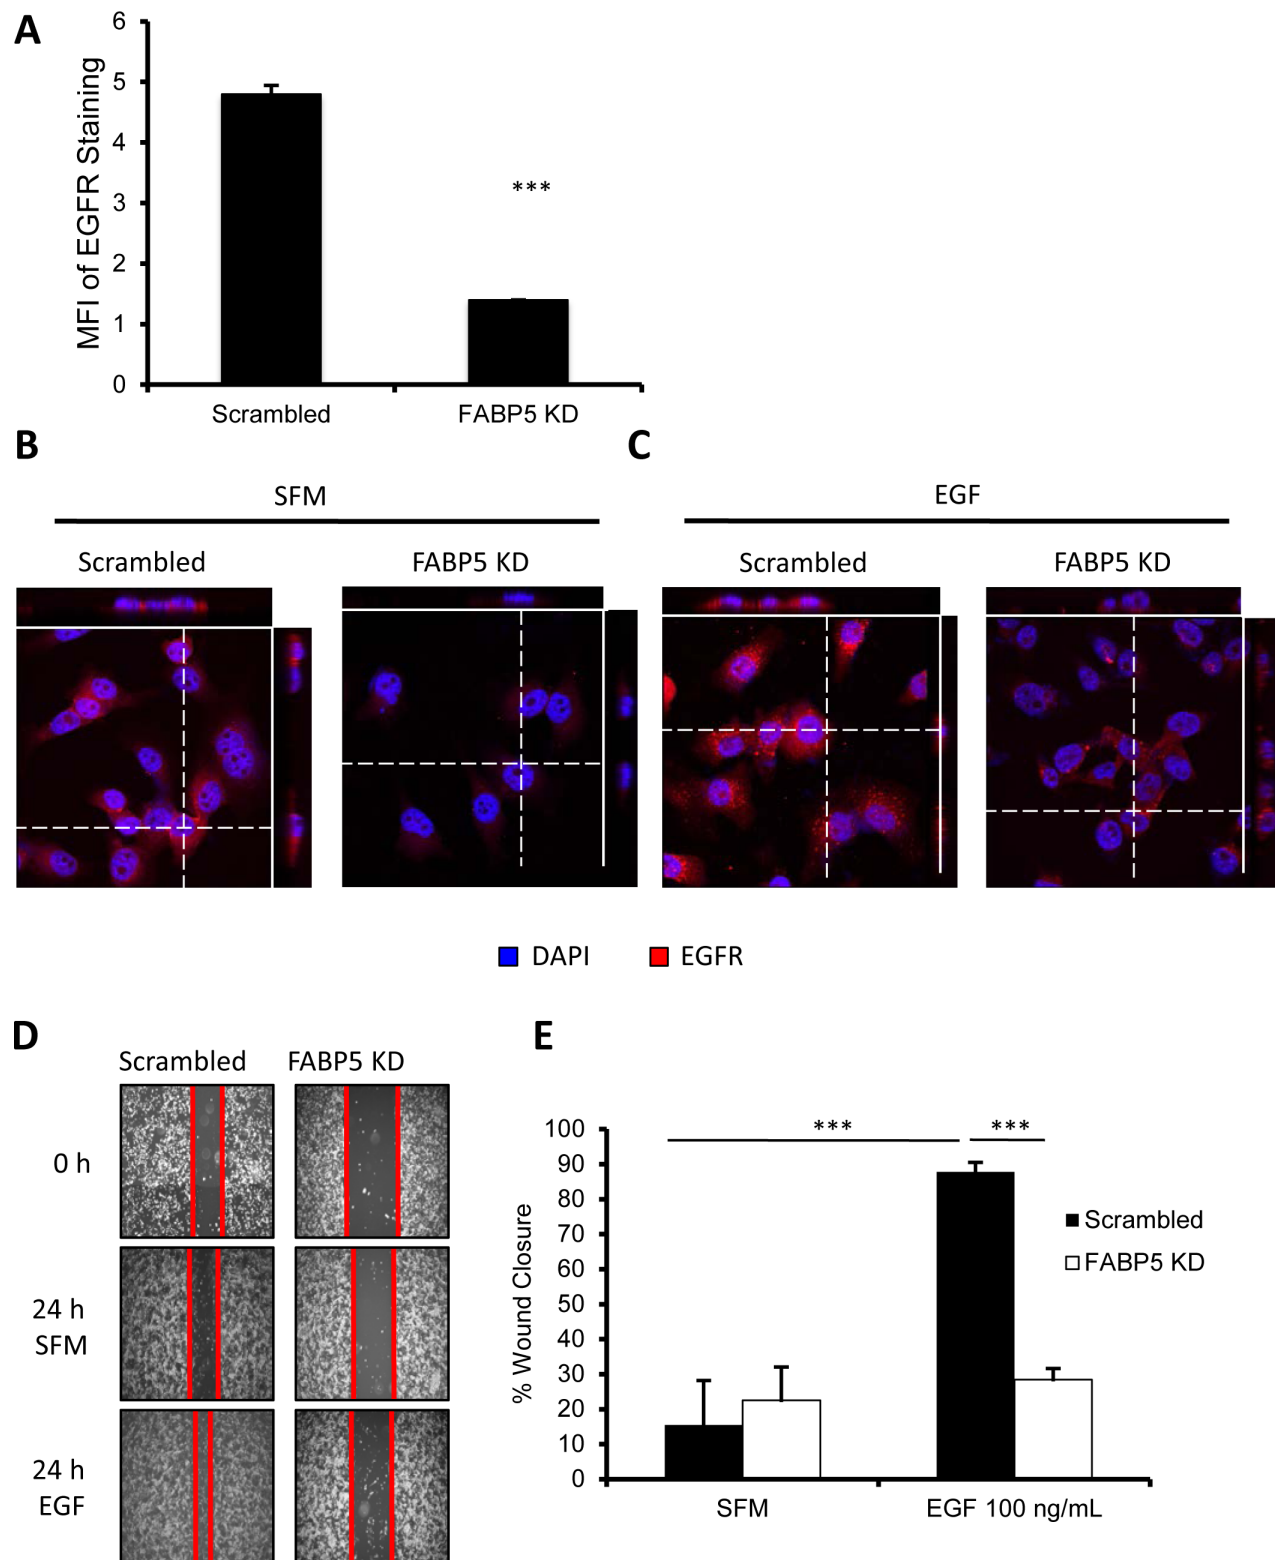 A
MFI of EGFR Staining
6
5
4
3
2
1
0
***
Scrambled FABP5 KD
B
C
SFM
EGF
Scrambled FABP5 KD
Scrambled FABP5 KD
DAPI EGFR
D
Scrambled FABP5 KD
0 h
24 h
SFM
24 h
EGF
E
% Wound Closure
100
90
80
70
60
50
40
30
20
10
0
*** ***
Scrambled
FABP5 KD
SFM EGF 100 ng/mL